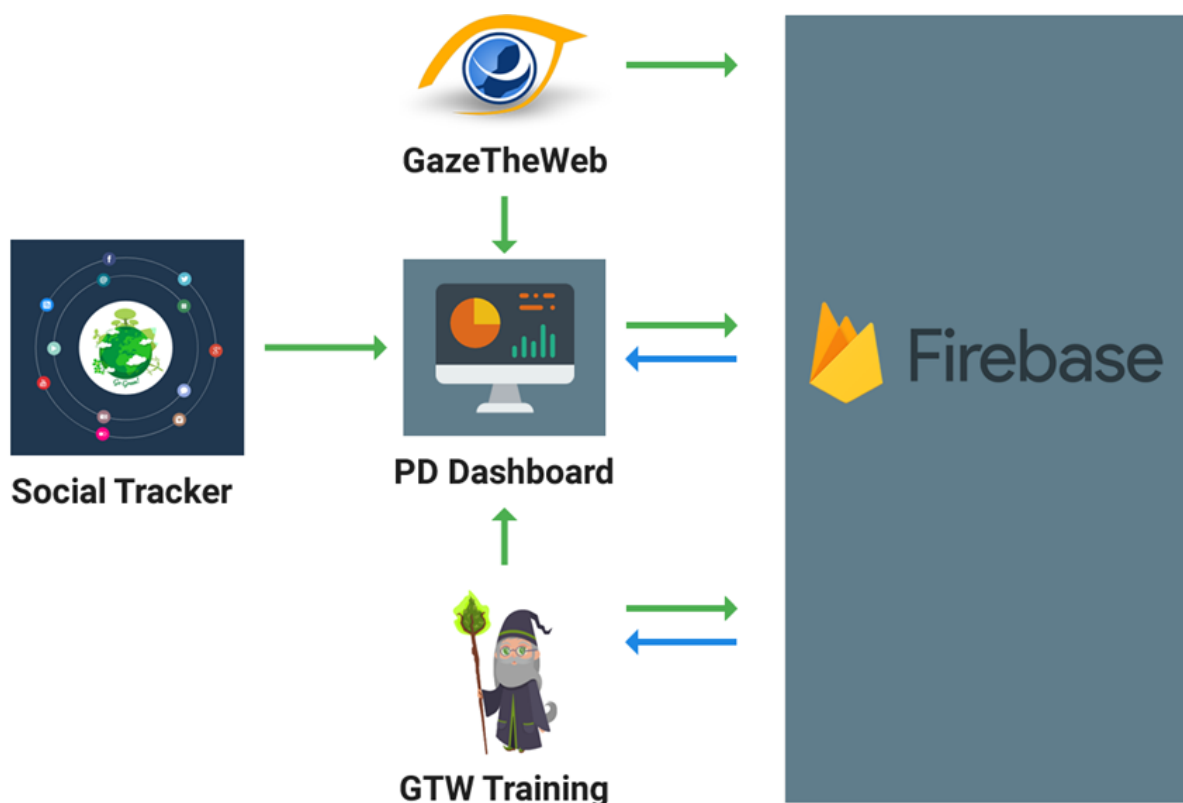 GazeTheWeb
Social Tracker
PD Dashboard
Firebase
GTW Training